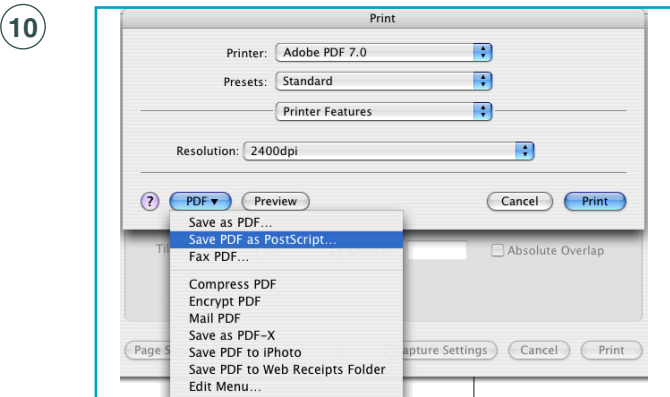 10
Print
Printer: Adobe PDF 7.0
Presets: Standard
Printer Features
Resolution: 2400dpi
? PDF Preview Cancel Print
Save as PDF...
Save PDF as PostScript...
Fax PDF...
Absolute Overlap
Compress PDF
Encrypt PDF
Mail PDF
Save as PDF-X
Save PDF to iPhoto
Save PDF to Web Receipts Folder
Edit Menu...
Page Settings Cancel Print